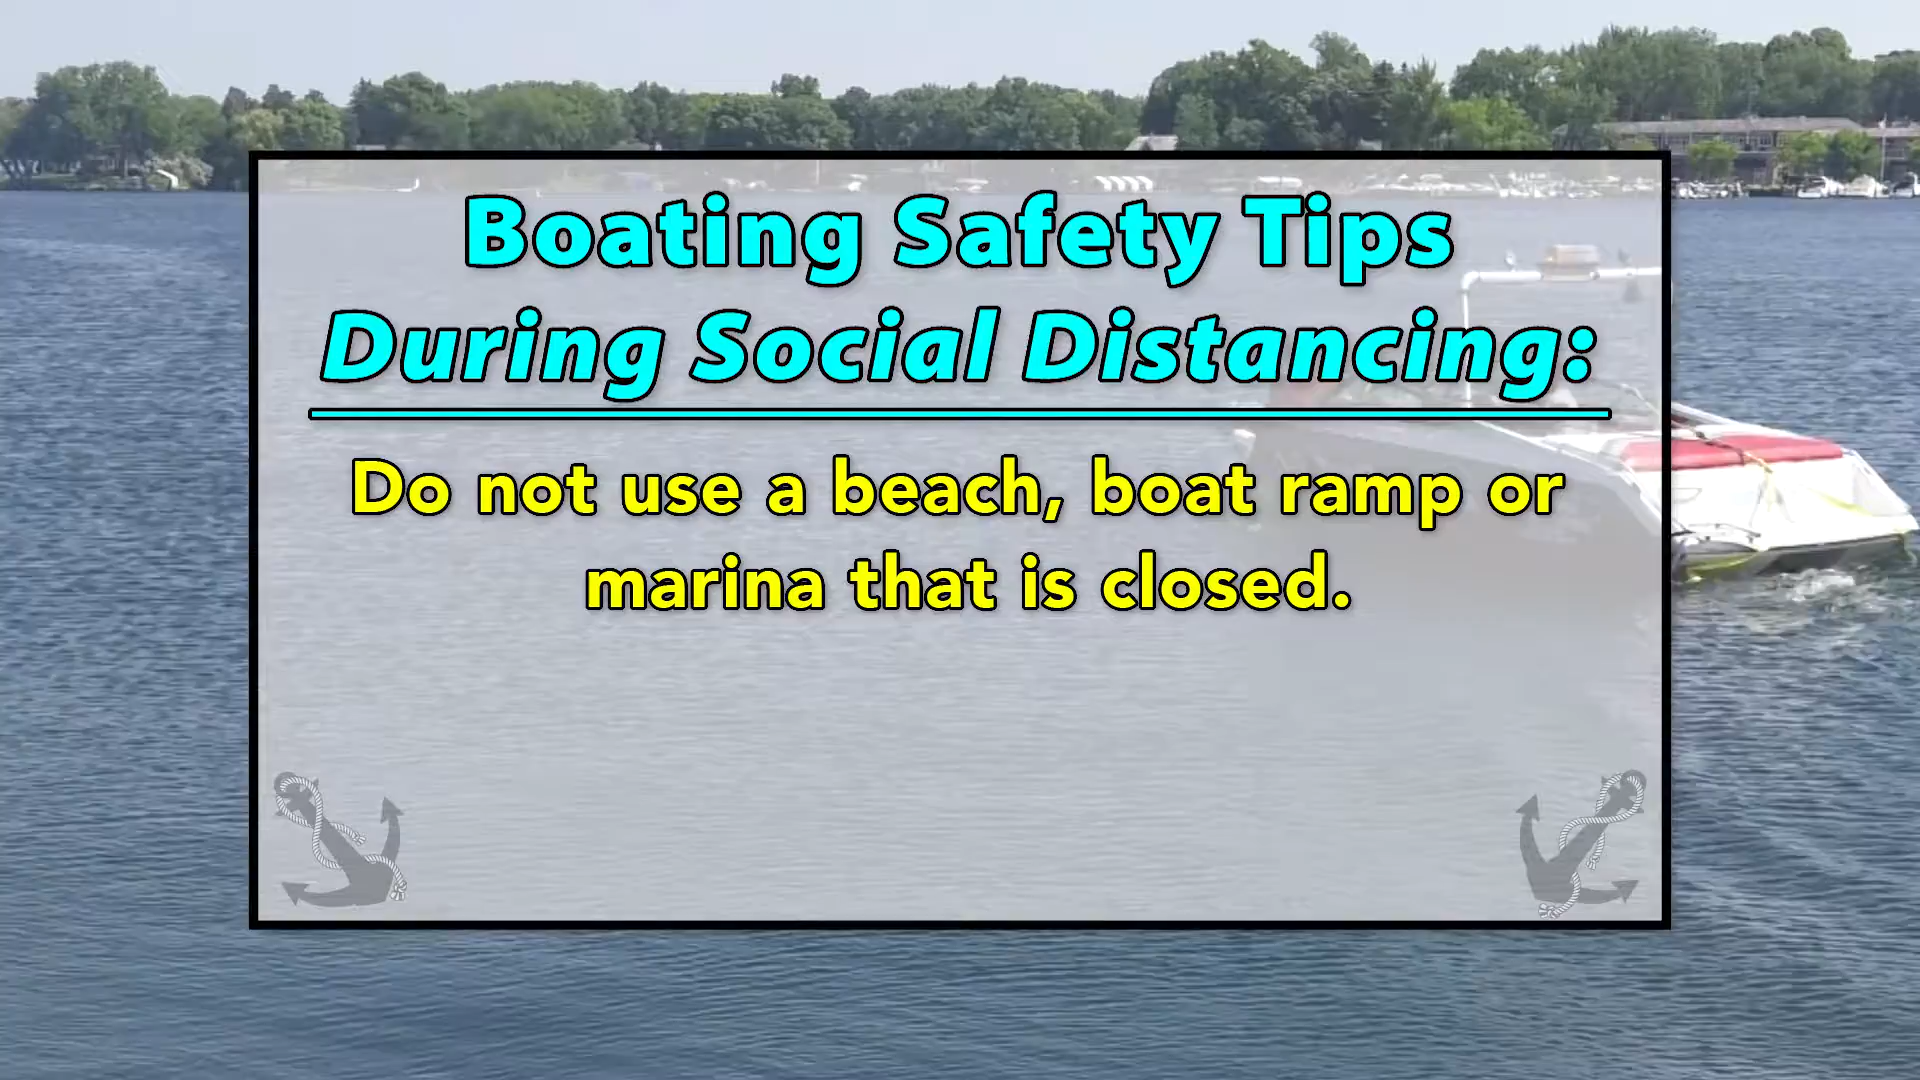 Boating Safety Tips
During Social Distancing:
Do not use a beach, boat ramp or
marina that is closed.